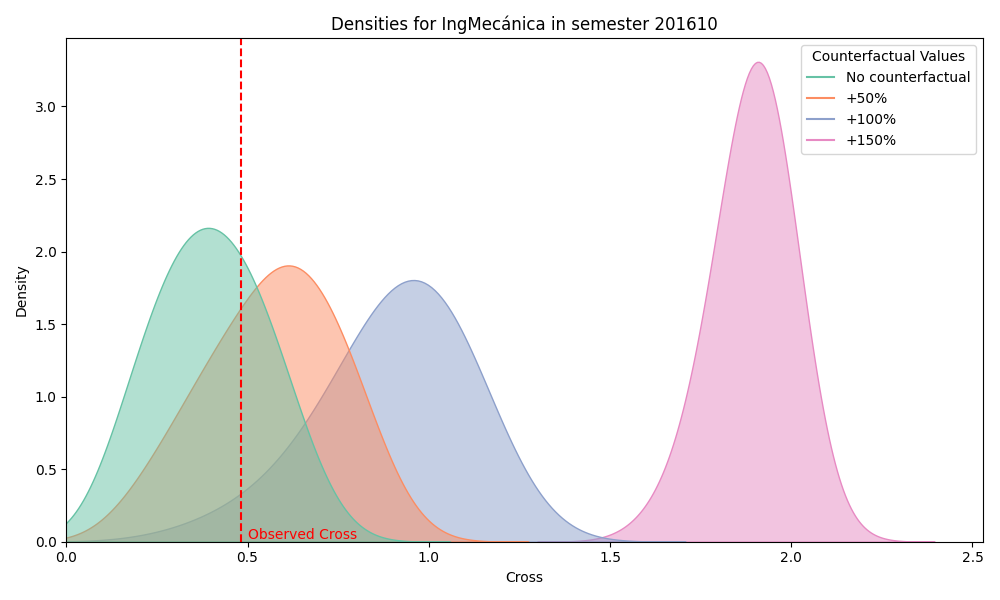 Densities for IngMecánica in semester 201610
Counterfactual Values
No counterfactual
+50%
+100%
+150%
Density
3.0
2.5
2.0
1.5
1.0
0.5
0.0
Observed Cross
0.0 0.5 1.0 1.5 2.0 2.5
Cross